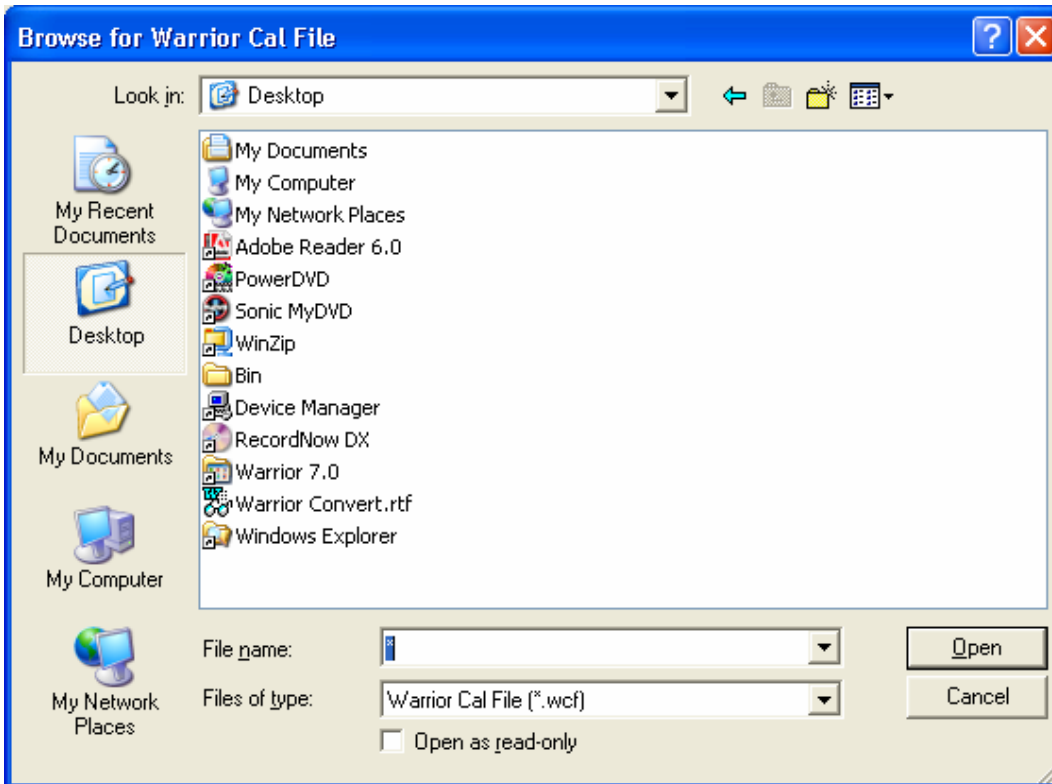 Browse for Warrior Cal File
Look in:
Desktop
My Recent
Documents
Desktop
My Documents
My Computer
My Network
Places
My Documents
My Computer
My Network Places
Adobe Reader 6.0
PowerDVD
Sonic MyDVD
WinZip
Bin
Device Manager
RecordNow DX
Warrior 7.0
Warrior Convert.rtf
Windows Explorer
File name:
*
Open
Files of type:
Warrior Cal File (*.wcf)
Cancel
Open as read-only